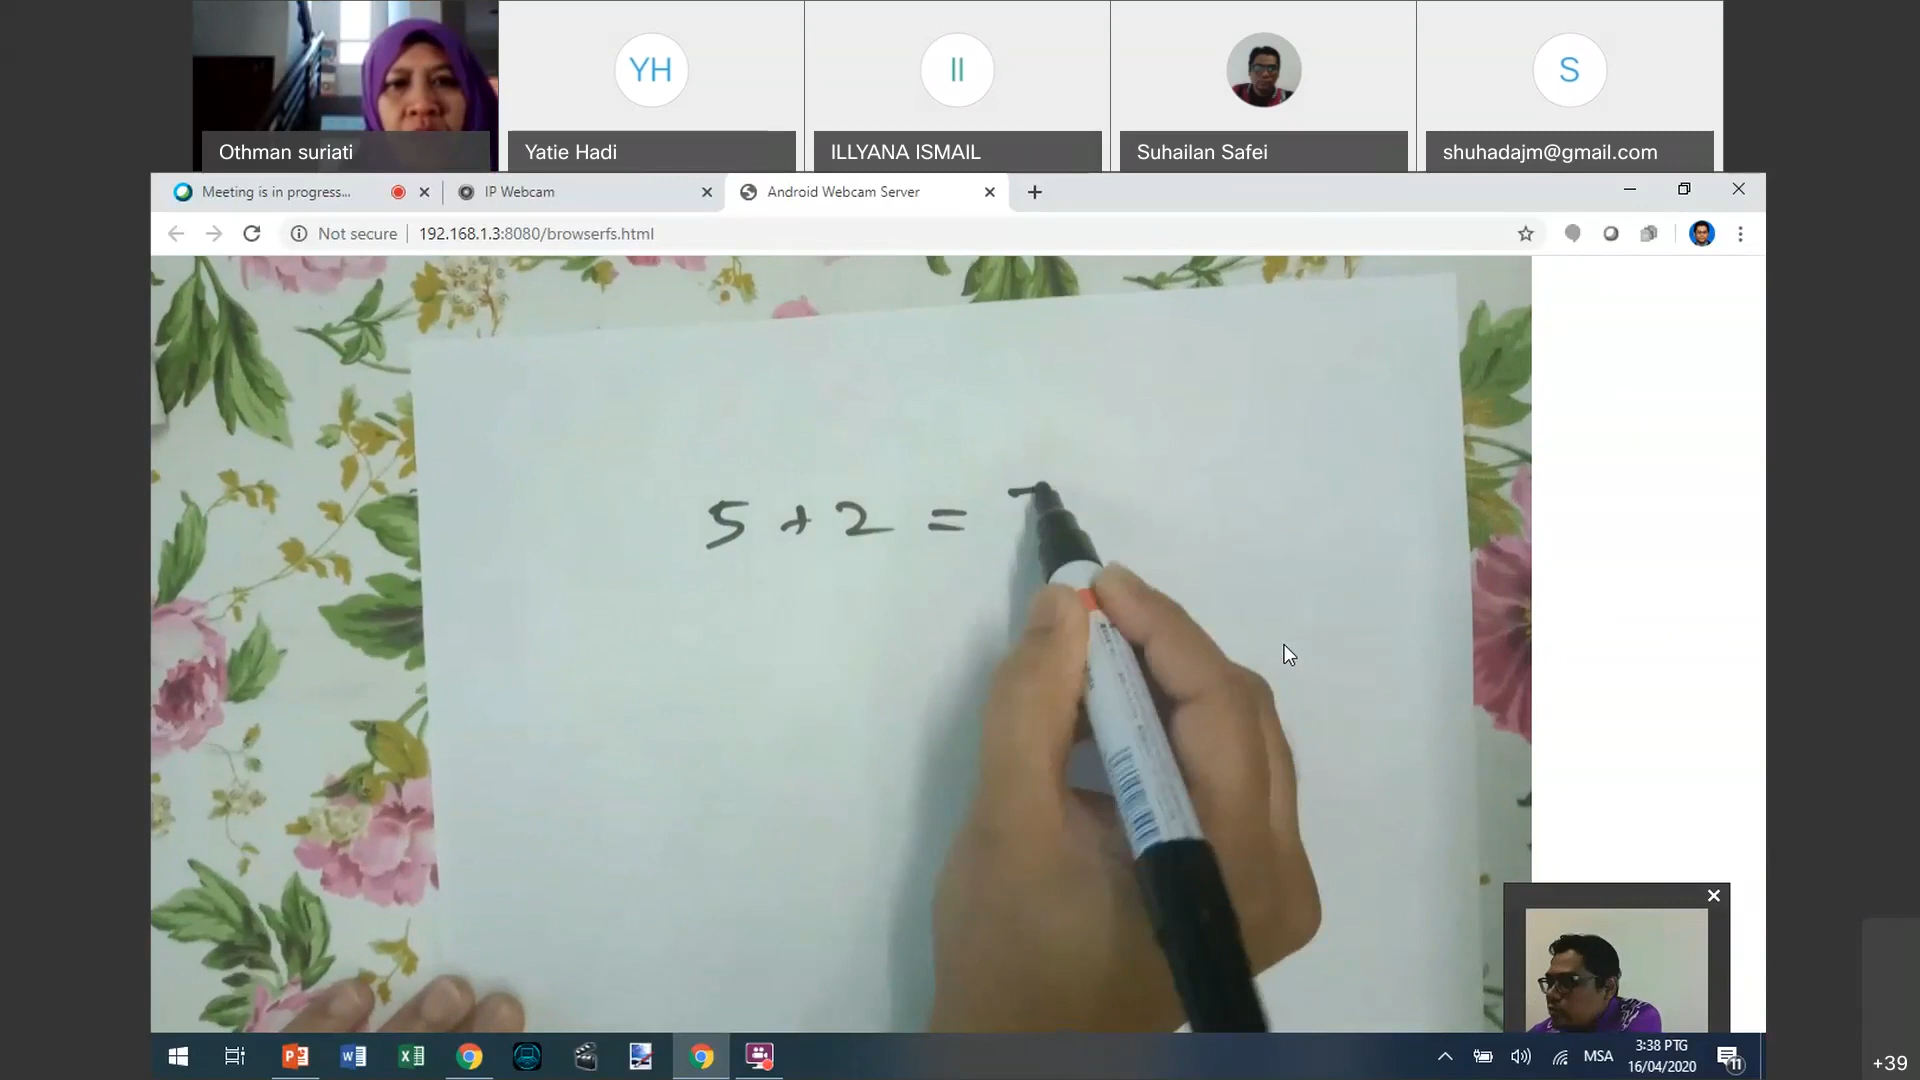 YH II S
Othman suriati Yatie Hadi ILLYANA ISMAIL Suhailan Safei shuhadajm@gmail.com
Meeting is in progress... IP Webcam Android Webcam Server
Not secure 192.168.1.3:8080/browserfs.html
5 + 2 =
MSA 3:38 PTG
16/04/2020 11
+39